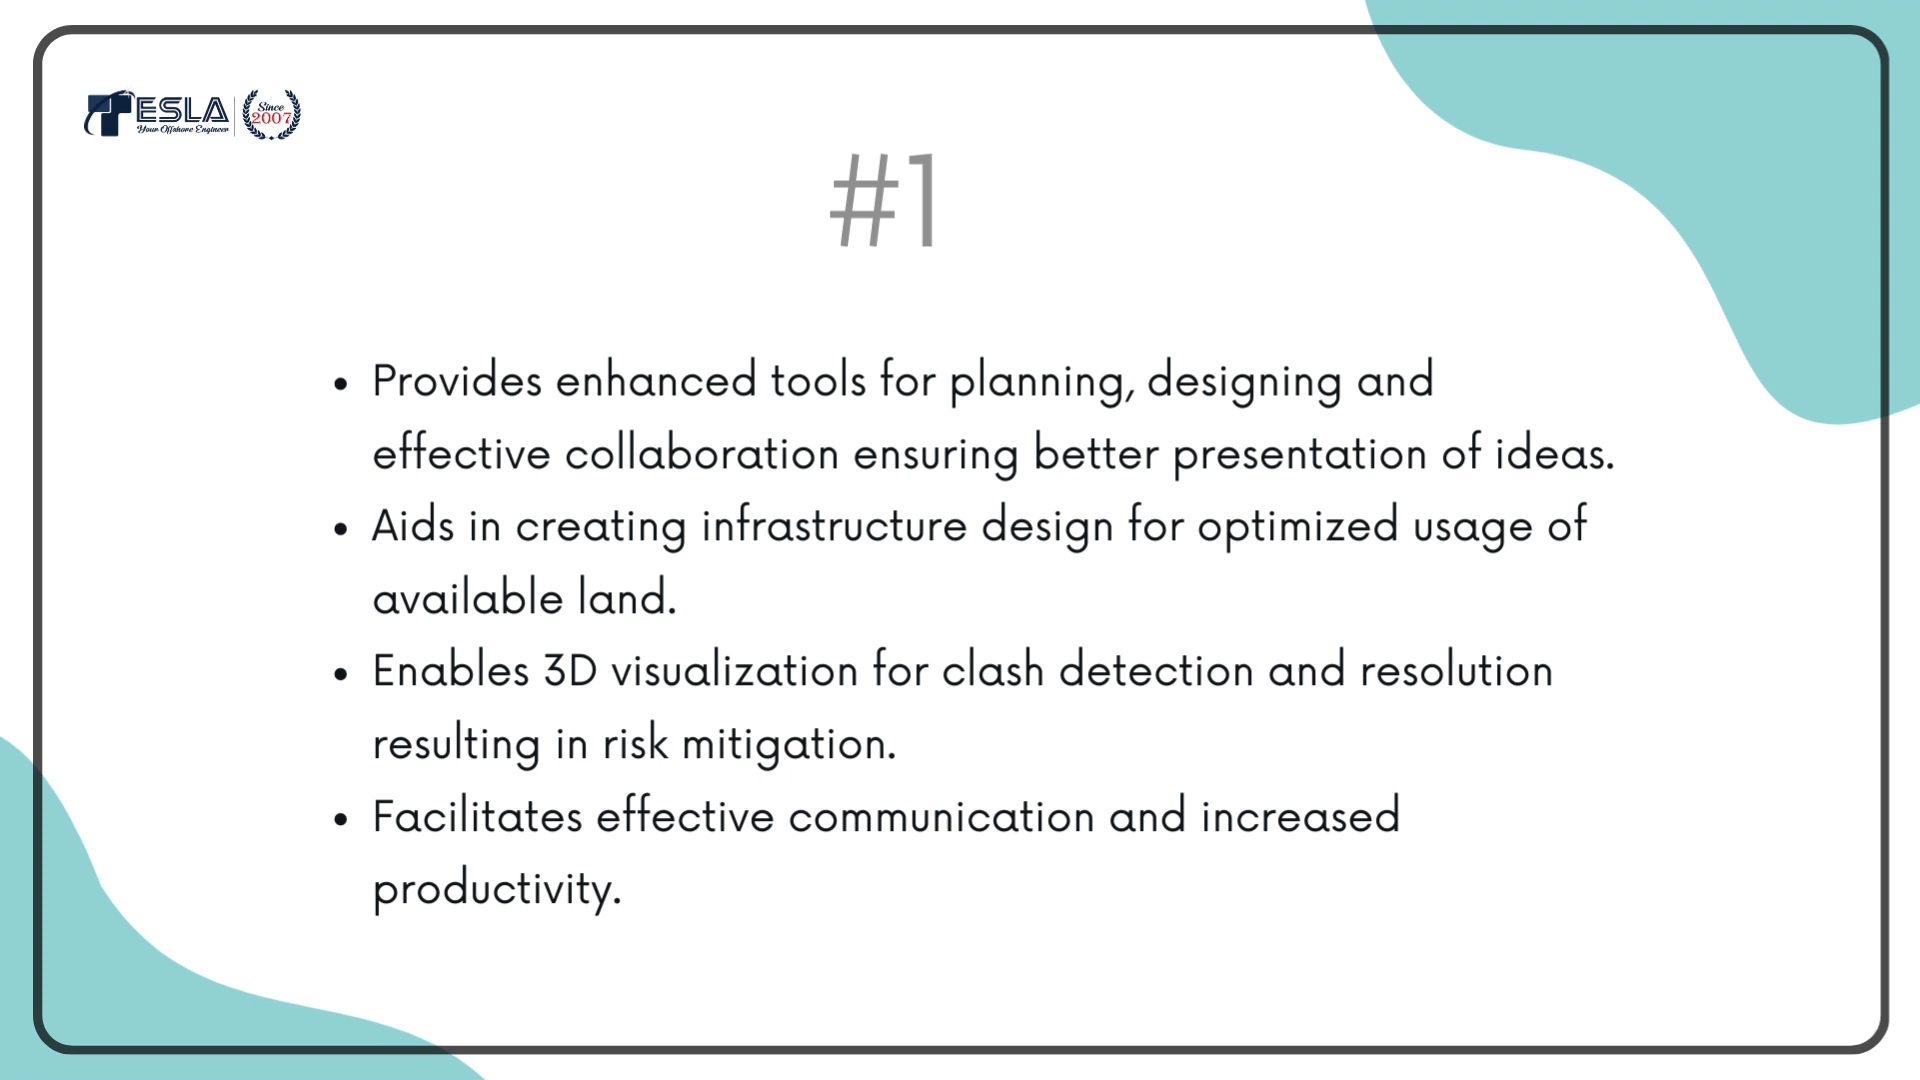 TESLA
Your Offshore Engineer
Since
2007
#1
• Provides enhanced tools for planning, designing and
effective collaboration ensuring better presentation of ideas.
• Aids in creating infrastructure design for optimized usage of
available land.
• Enables 3D visualization for clash detection and resolution
resulting in risk mitigation.
• Facilitates effective communication and increased
productivity.